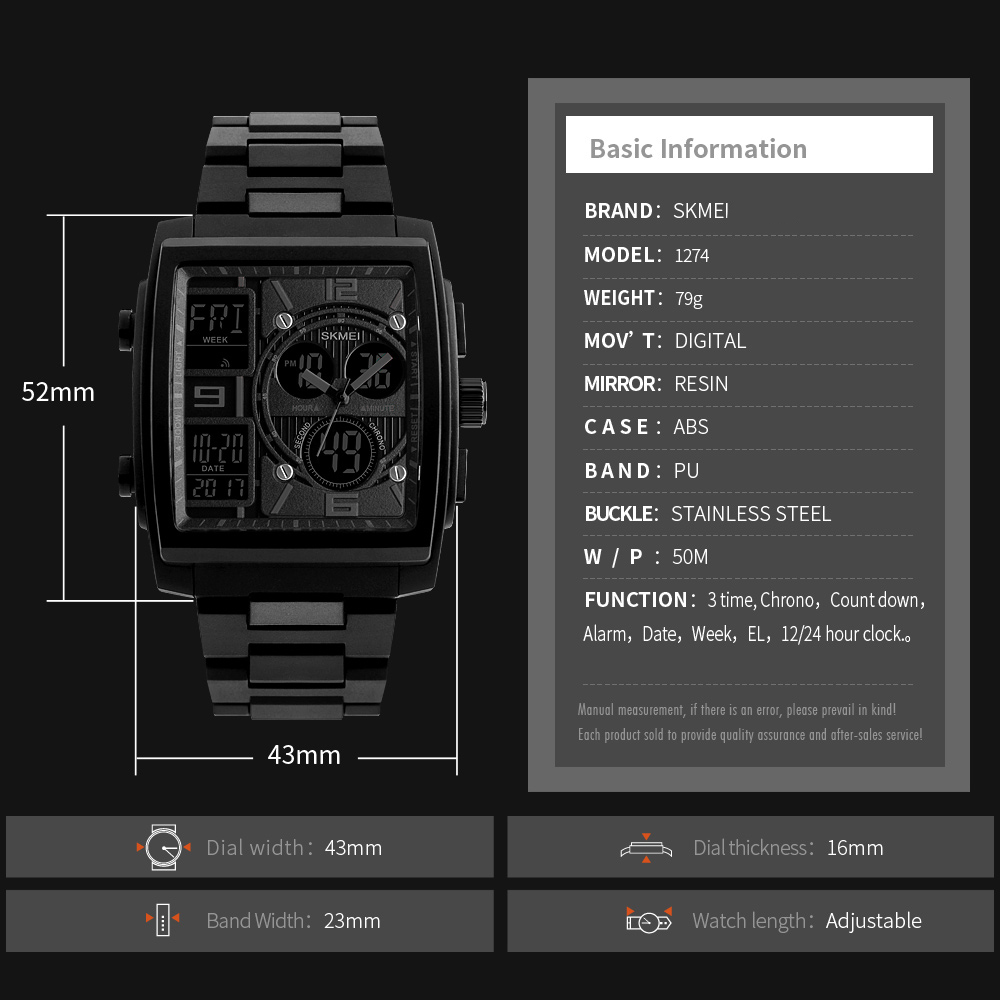 Basic Information
BRAND： SKMEI
MODEL： 1274
WEIGHT： 79g
MOV’ T： DIGITAL
MIRROR： RESIN
CASE： ABS
BAND： PU
BUCKLE： STAINLESS STEEL
W / P ： 50M
FUNCTION： 3 time, Chrono， Count down，
Alarm， Date， Week， EL， 12/24 hour clock.。
Manual measurement, if there is an error, please prevail in kind!
Each product sold to provide quality assurance and after-sales service!
52mm
43mm
FRI
WEEK
9
10-20
DATE
2017
12
SKMEI
PM 10
36
HOUR
MINUTE
SECOND
CHRONO
49
6
LIGHT
MODE
START
RESET
Dial width： 43mm
Dial thickness： 16mm
Band Width： 23mm
Watch length： Adjustable